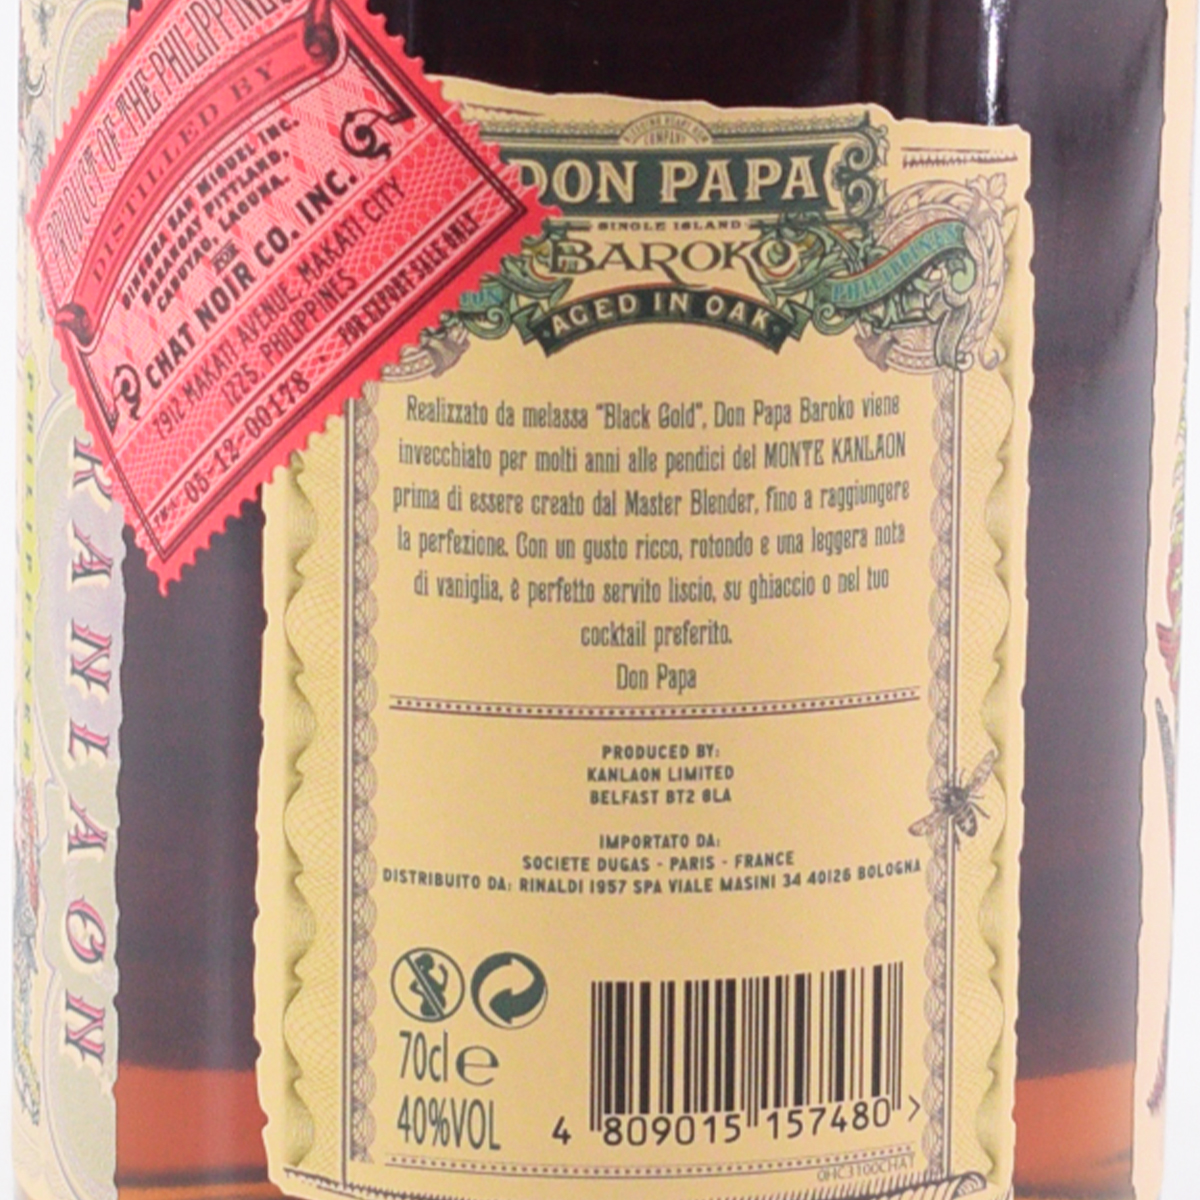 PRODUCT OF THE PHILIPPINES
DISTILLED BY
GINEBRA SAN MIGUEL INC.
BARANGAY PITTLAND,
CABUYAO, LAGUNA.
FOR
CHAT NOIR CO. INC.
1912 MAKATI AVENUE, MAKATI CITY
1225, PHILIPPINES
FOR EXPORT SALE ONLY
05-12-00178
DON PAPA
SINGLE ISLAND
BAROKO
AGED IN OAK
Realizzato da melassa "Black Gold", Don Papa Baroko viene
invecchiato per molti anni alle pendici del MONTE KANLAON
prima di essere creato dal Master Blender, fino a raggiungere
la perfezione. Con un gusto ricco, rotondo e una leggera nota
di vaniglia, è perfetto servito liscio, su ghiaccio o nel tuo
cocktail preferito.
Don Papa
PRODUCED BY:
KANLAON LIMITED
BELFAST BT2 8LA
IMPORTATO DA:
SOCIETE DUGAS - PARIS - FRANCE
DISTRIBUITO DA: RINALDI 1957 SPA VIALE MASINI 34 40126 BOLOGNA
70cl e
40%VOL
4 809015 157480 >
KANLAON